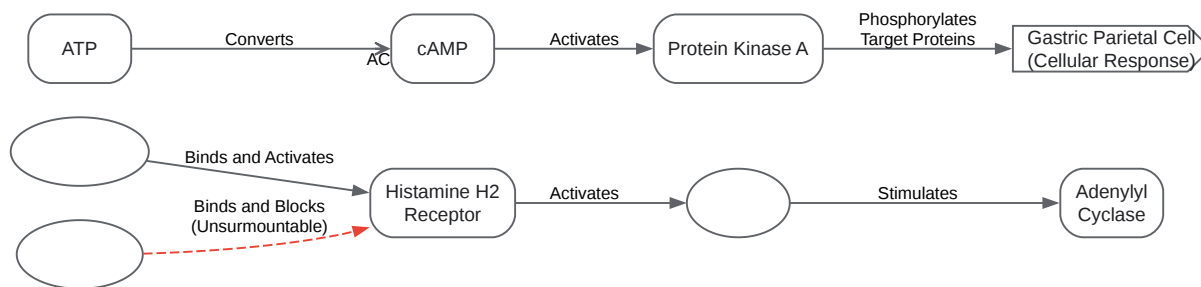 ATP
Converts
AC
cAMP
Activates
Protein Kinase A
Phosphorylates
Target Proteins
Gastric Parietal Cell
(Cellular Response)
Binds and Activates
Binds and Blocks
(Unsurmountable)
Histamine H2
Receptor
Activates
Stimulates
Adenylyl
Cyclase